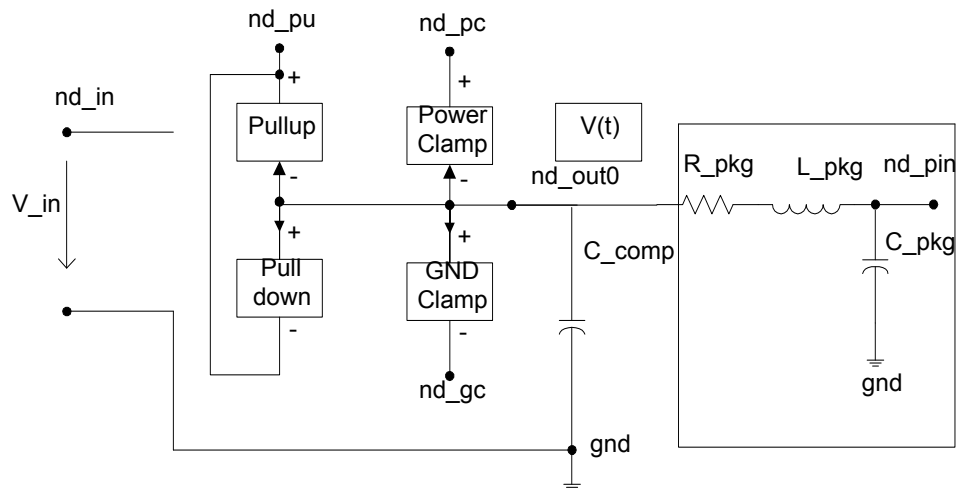 nd_pu
nd_pc
nd_in
+
+
Pullup
Power
Clamp
V(t)
-
-
nd_out0
R_pkg
L_pkg
nd_pin
V_in
+
+
Pull
down
GND
Clamp
C_comp
C_pkg
-
-
nd_gc
gnd
gnd